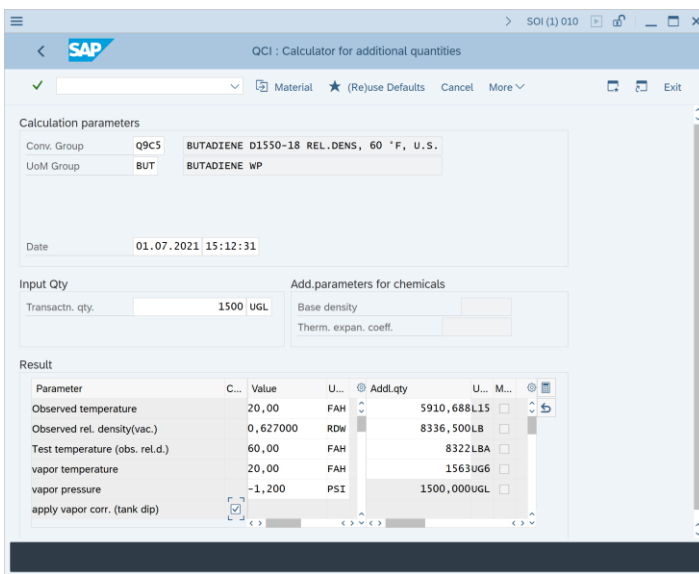 SOI (1) 010
SAP
QCI : Calculator for additional quantities
Material (Re)use Defaults Cancel More Exit
Calculation parameters
Conv. Group Q9C5 BUTADIENE D1550-18 REL.DENS, 60 °F, U.S.
UoM Group BUT BUTADIENE WP
Date 01.07.2021 15:12:31
Input Qty Add.parameters for chemicals
Transactn. qty. 1500 UGL Base density
Therm. expan. coeff.
Result
Parameter C... Value U... Addl.qty U... M...
Observed temperature 20,00 FAH 5910,688 L15
Observed rel. density(vac.) 0,627000 RDW 8336,500 LB
Test temperature (obs. rel.d.) 60,00 FAH 8322 LBA
vapor temperature 20,00 FAH 1563 UG6
vapor pressure -1,200 PSI 1500,000 UGL
apply vapor corr. (tank dip)